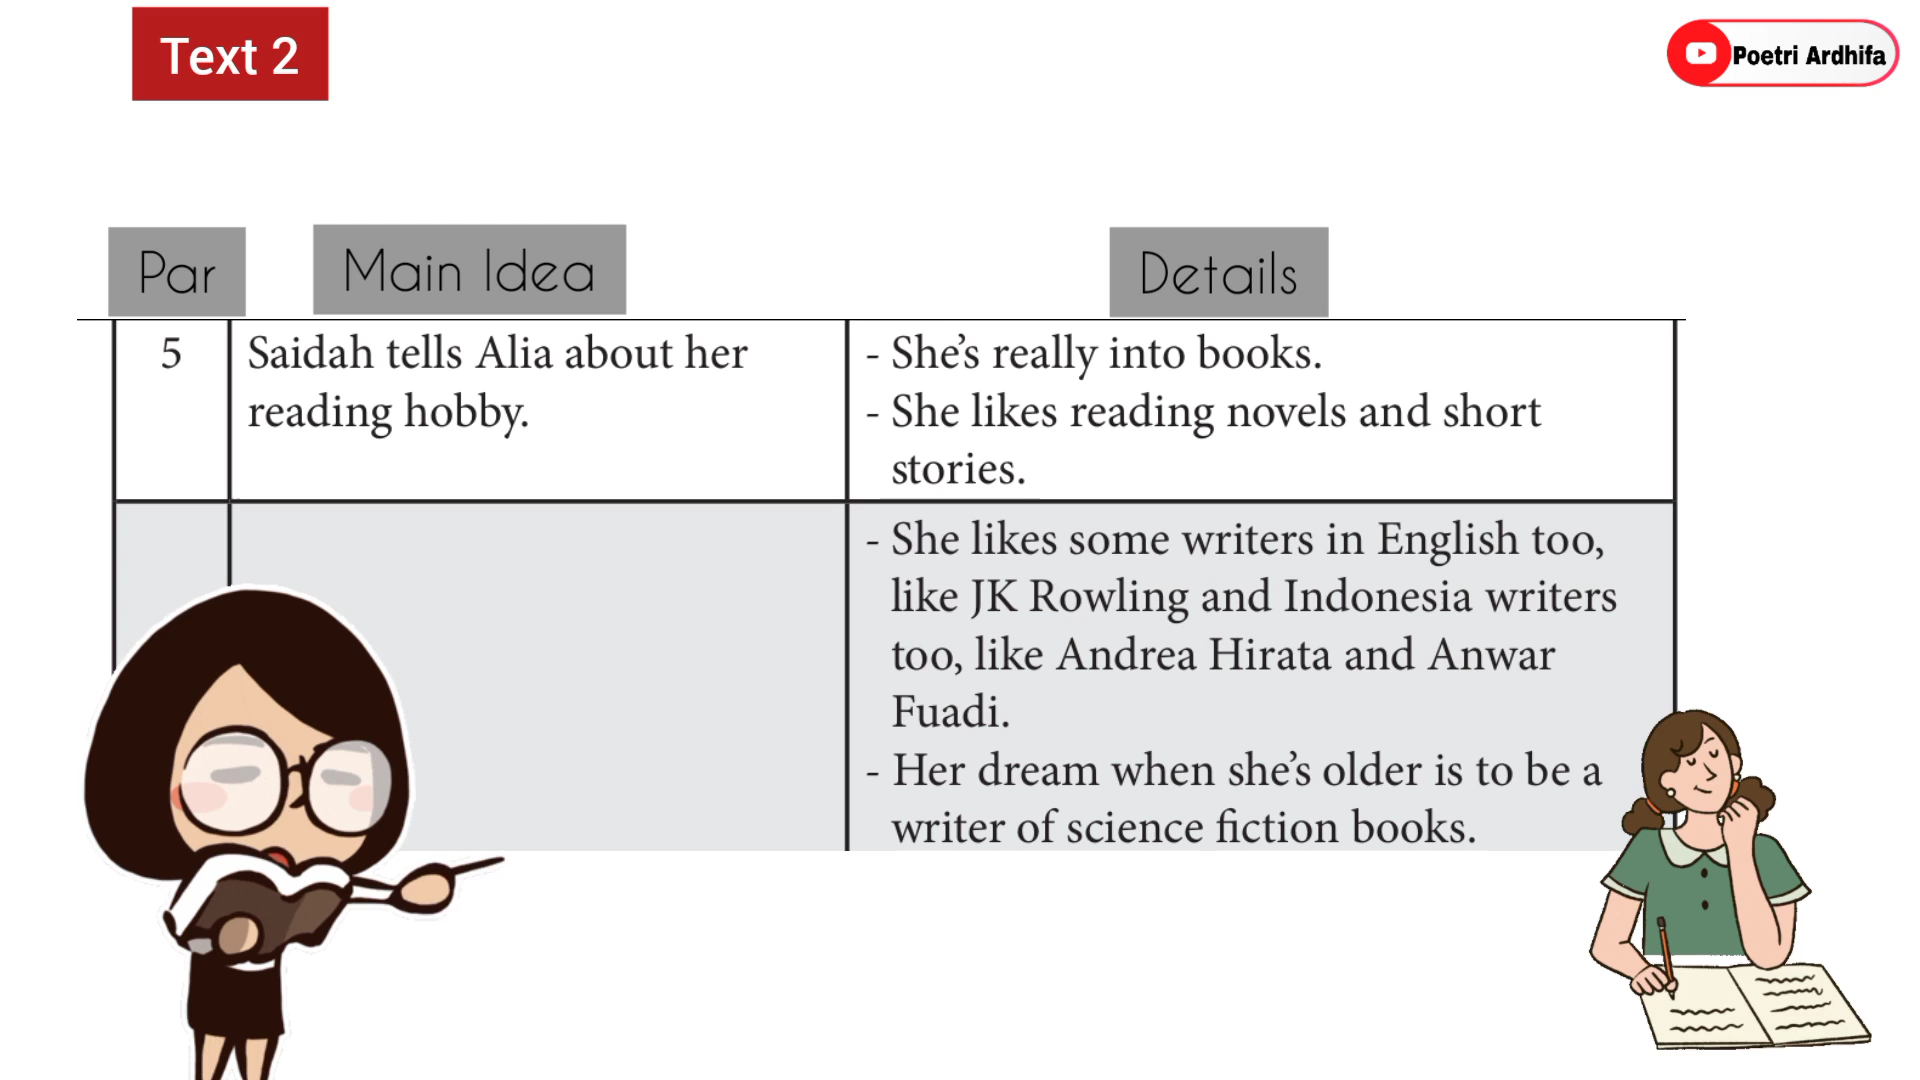 Text 2
Poetri Ardhifa
Par
Main Idea
Details
5
Saidah tells Alia about her
reading hobby.
- She's really into books.
- She likes reading novels and short
stories.
- She likes some writers in English too,
like JK Rowling and Indonesia writers
too, like Andrea Hirata and Anwar
Fuadi.
- Her dream when she's older is to be a
writer of science fiction books.